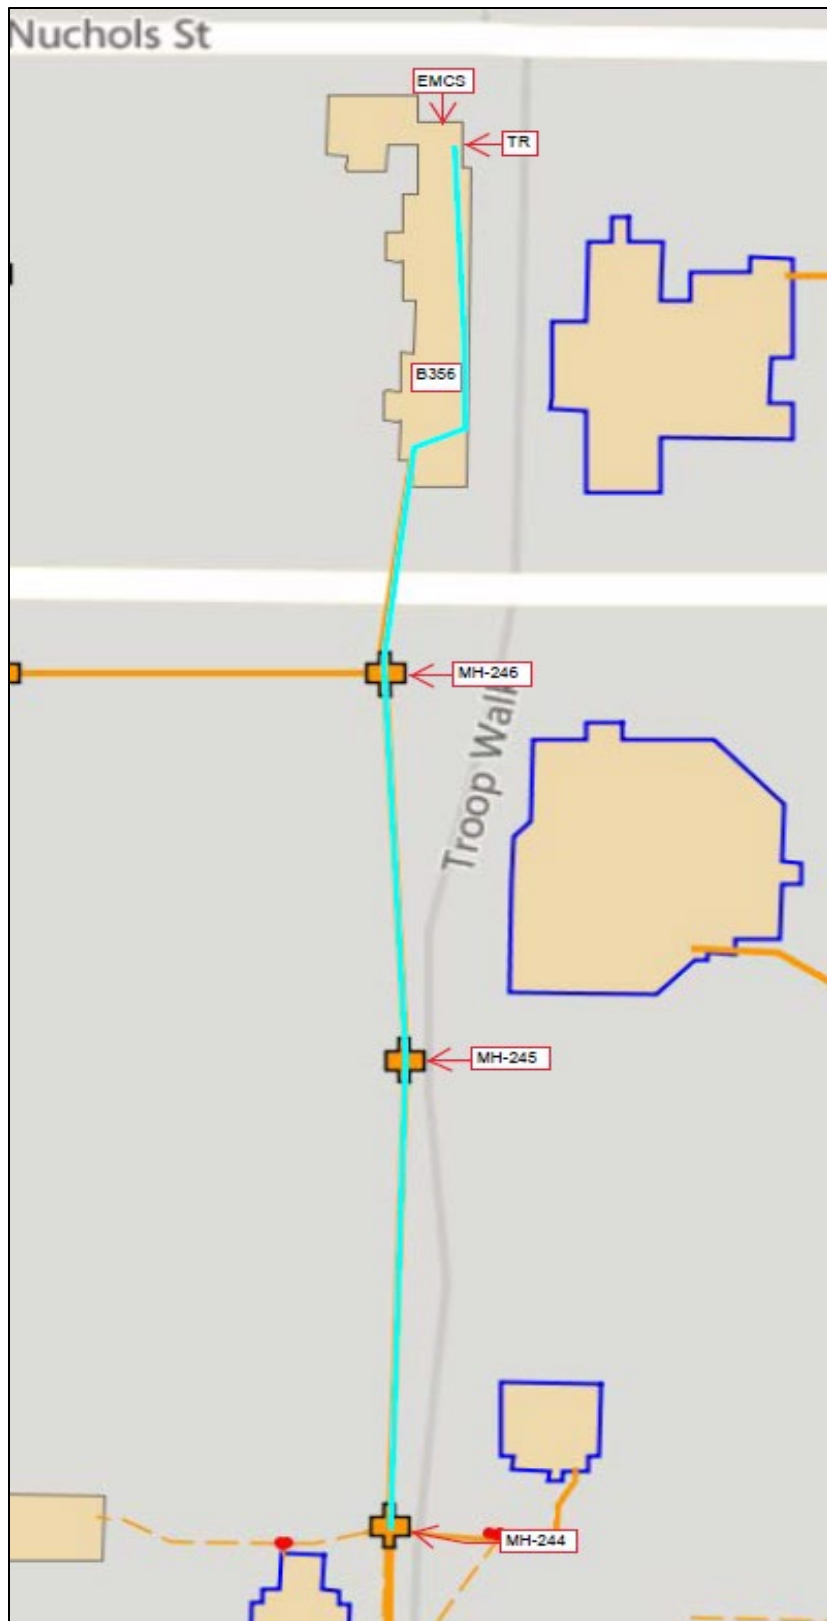 Nuchols St
EMCS
TR
B356
MH-246
Troop Walk
MH-245
MH-244